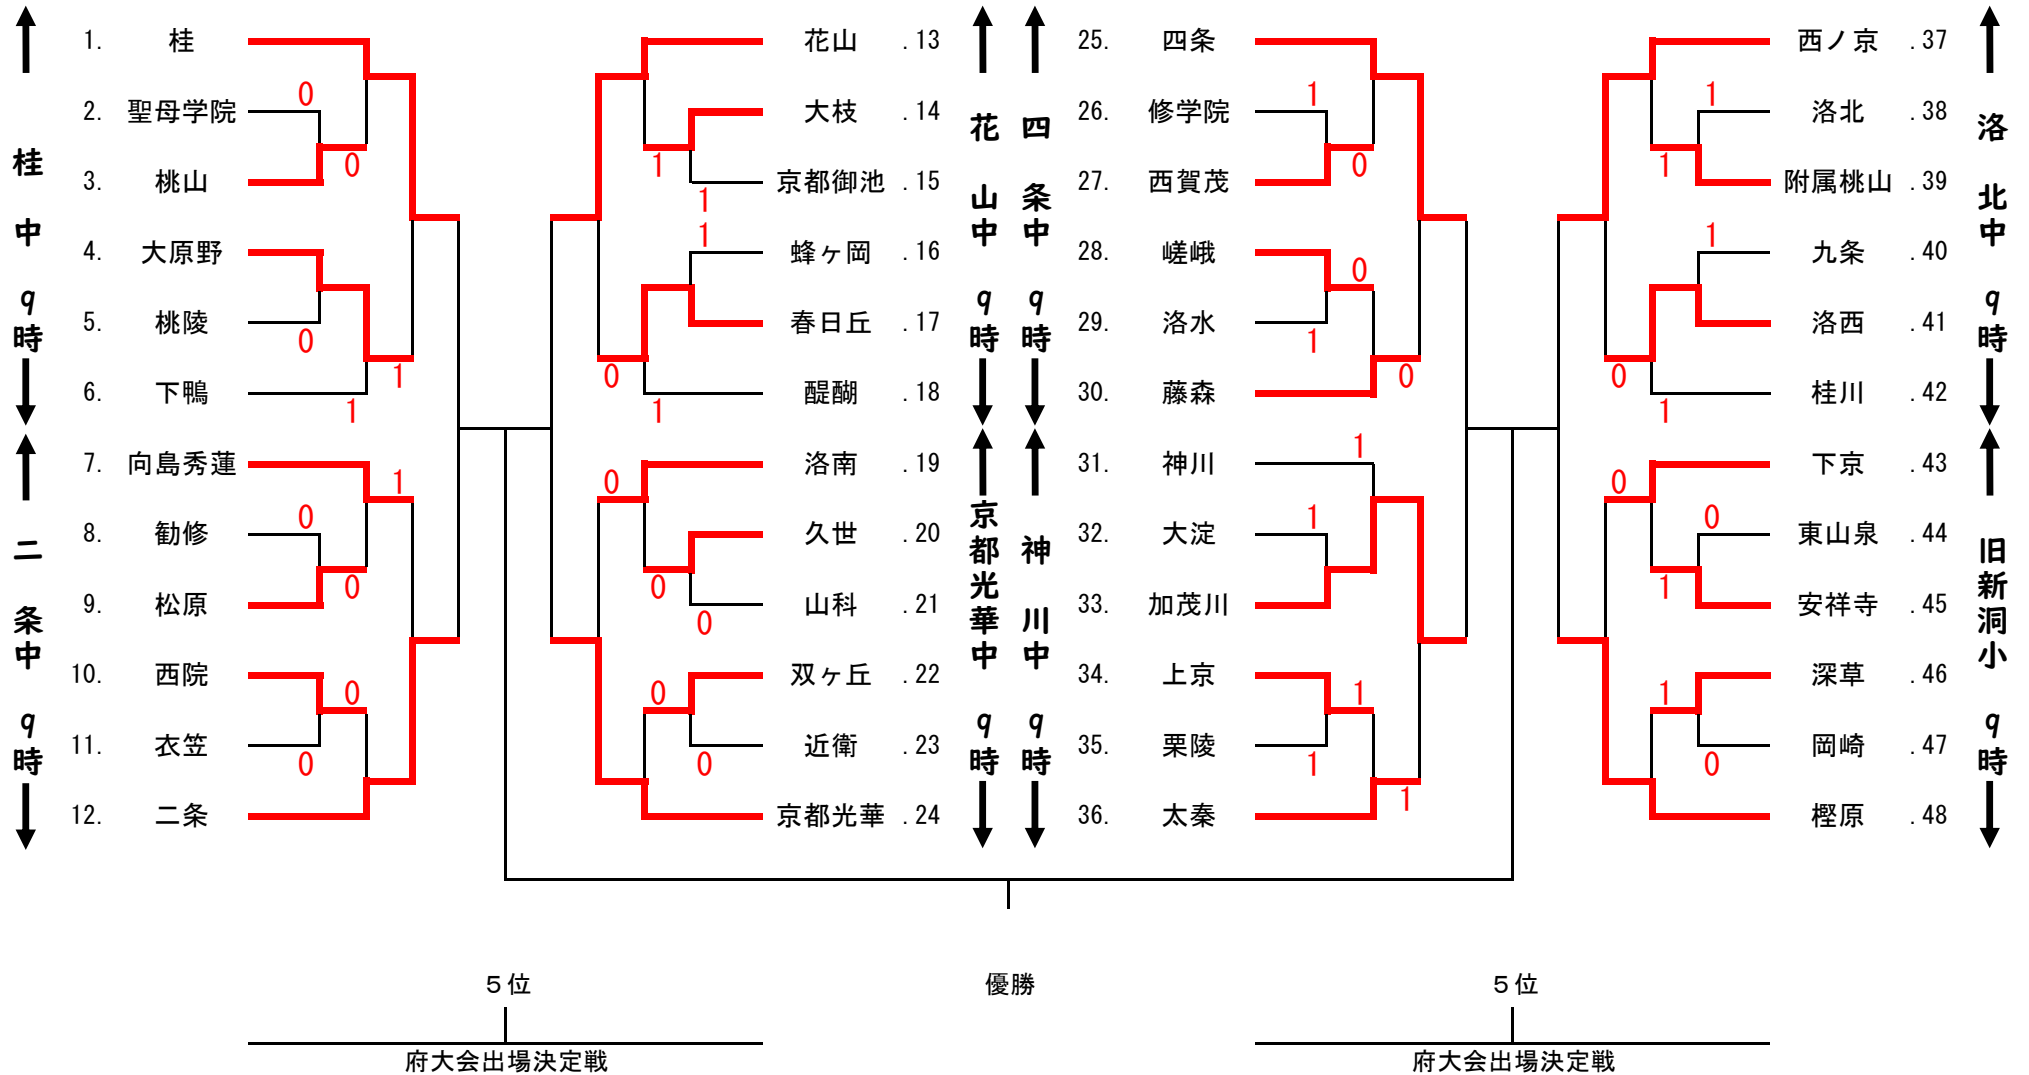 桂中 9時
二条中 9時
1. 桂
0
2. 聖母学院
0
3. 桃山
4. 大原野
5. 桃陵
0
1
6. 下鴨
1
7. 向島秀蓮
1
8. 勧修
0
9. 松原
0
10. 西院
0
11. 衣笠
0
12. 二条
花山 .13
大枝 .14
1
京都御池 .15
1
1
蜂ヶ岡 .16
春日丘 .17
0
醍醐 .18
1
洛南 .19
0
久世 .20
0
山科 .21
0
双ヶ丘 .22
0
近衛 .23
0
京都光華 .24
花山中 9時
京都光華中 9時
四条中 9時
神川中 9時
25. 四条
1
26. 修学院
0
27. 西賀茂
28. 嵯峨
0
29. 洛水
1
0
30. 藤森
1
31. 神川
1
32. 大淀
33. 加茂川
34. 上京
1
35. 栗陵
1
1
36. 太秦
西ノ京 .37
1
洛北 .38
1
附属桃山 .39
1
九条 .40
洛西 .41
0
桂川 .42
1
下京 .43
0
0
東山泉 .44
1
安祥寺 .45
深草 .46
1
岡崎 .47
0
樫原 .48
洛北中 9時
旧新洞小 9時
５位
優勝
５位
府大会出場決定戦
府大会出場決定戦